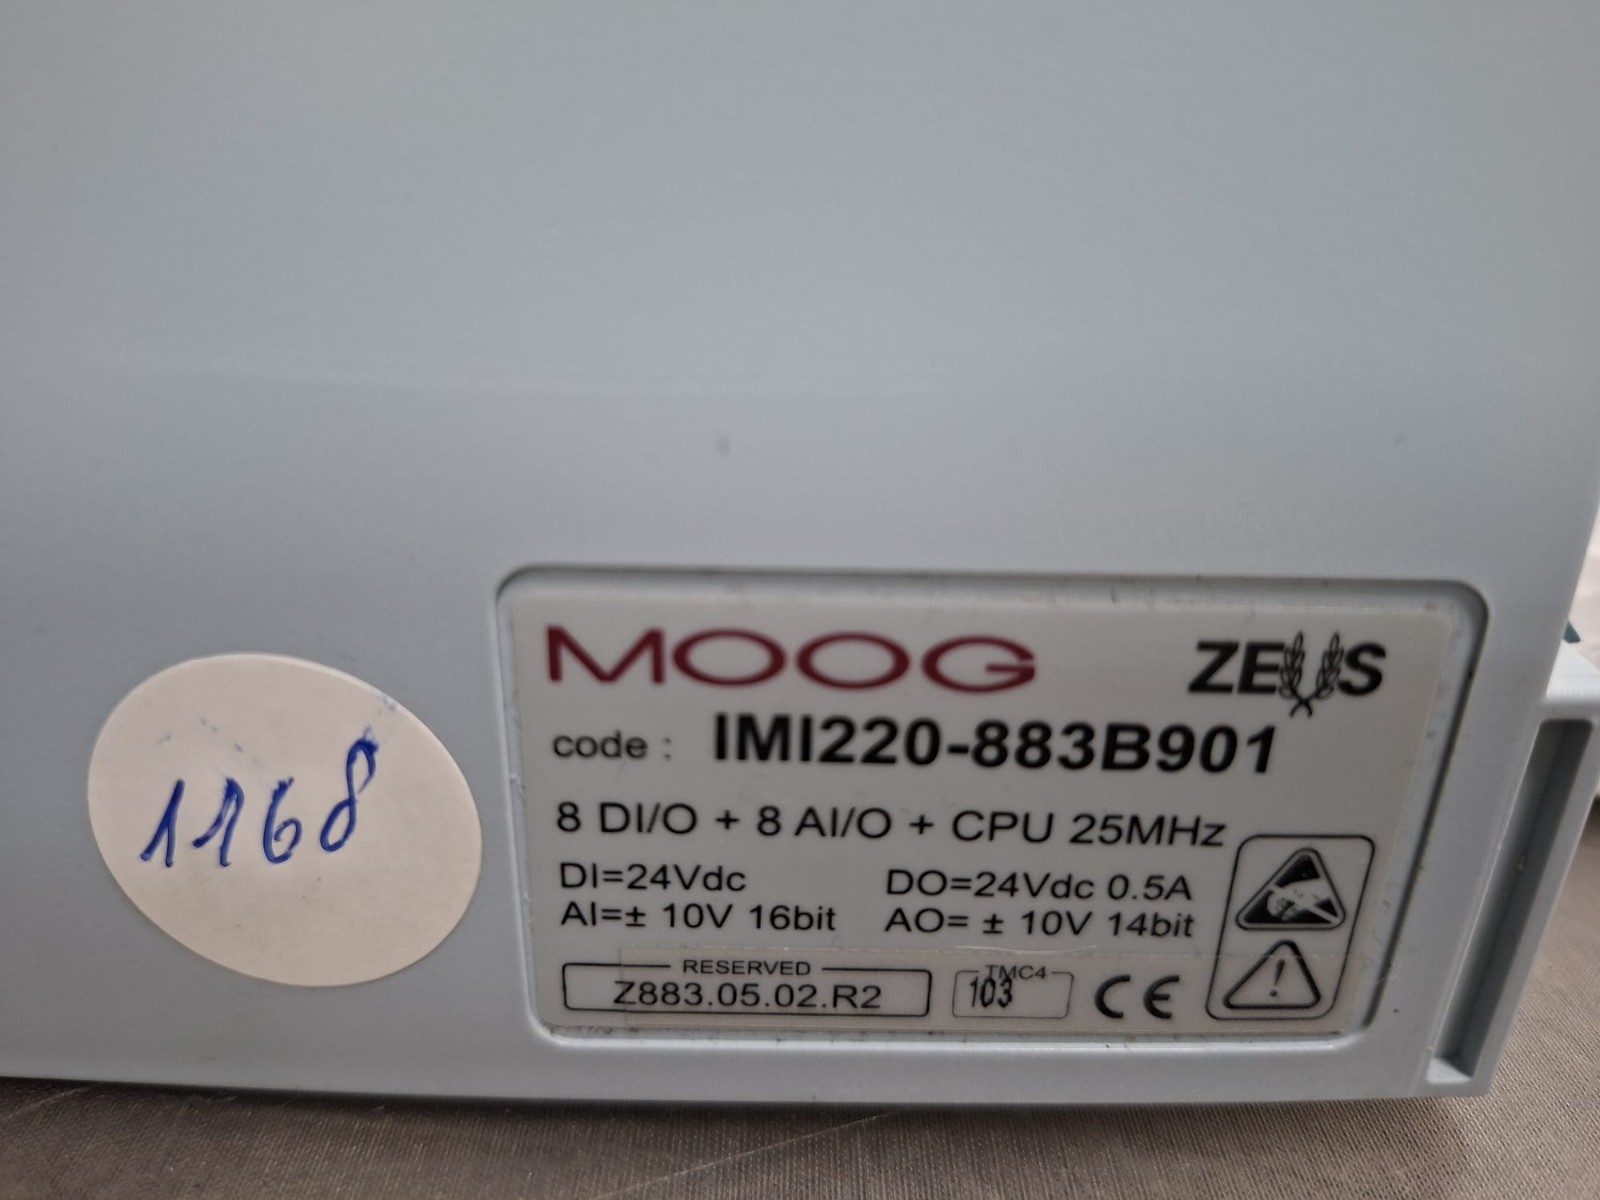 MOOG
ZEUS
code : IMI220-883B901
8 DI/O + 8 AI/O + CPU 25MHz
DI=24Vdc DO=24Vdc 0.5A
AI=± 10V 16bit AO= ± 10V 14bit
RESERVED
Z883.05.02.R2
TMC4
103
CE
1168